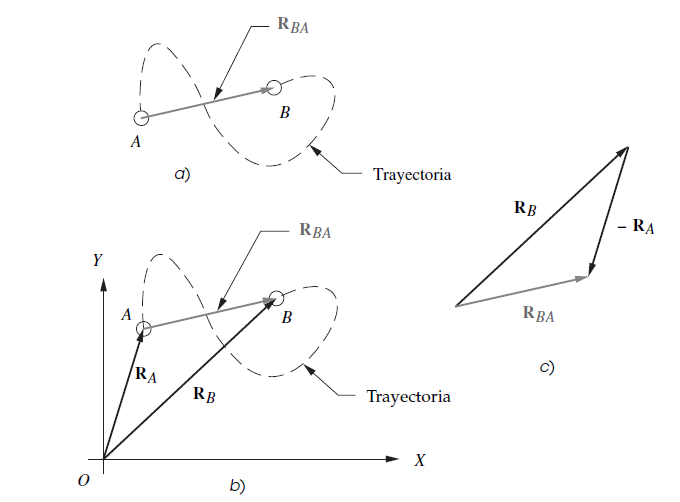 R_BA
B
A
a)
Trayectoria
R_B
– R_A
R_BA
c)
Y
R_BA
A
B
R_A
R_B
Trayectoria
X
O
b)